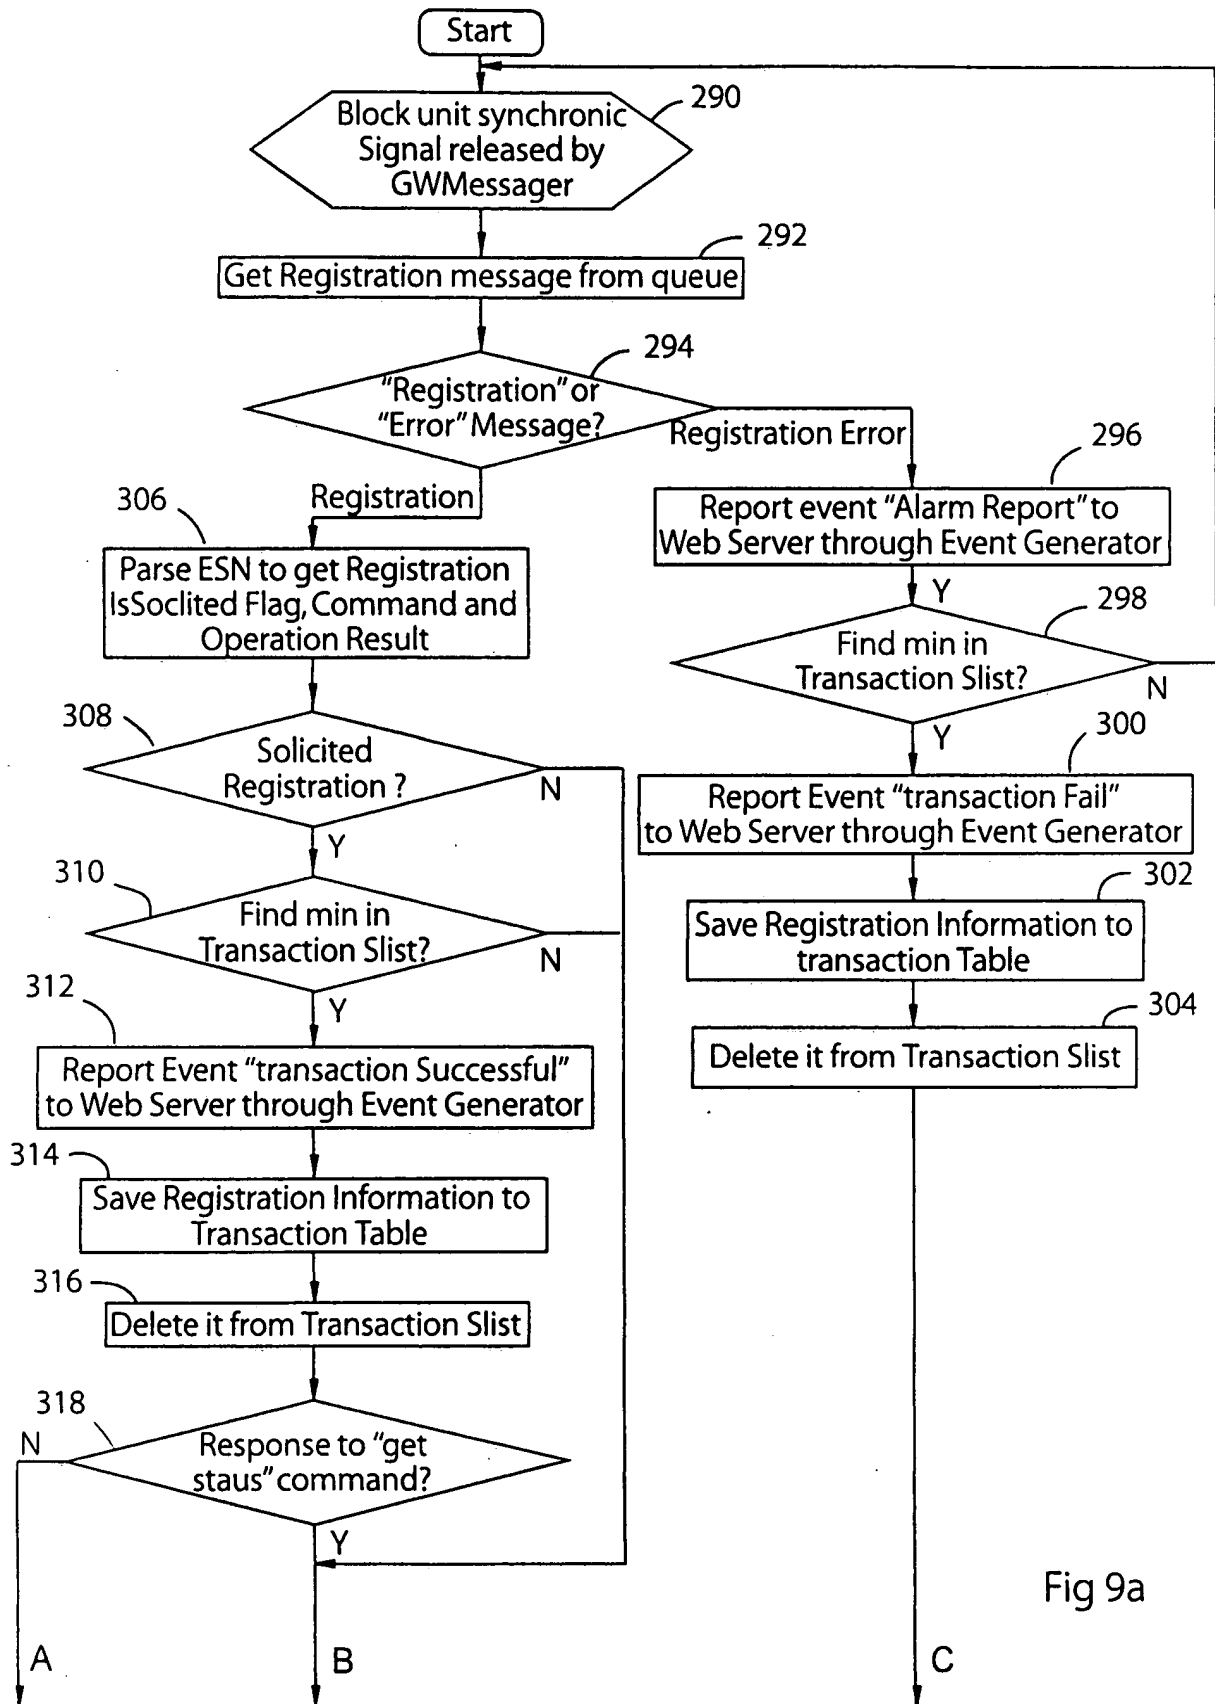 Start
Block unit synchronic
Signal released by
GWMessager
290
Get Registration message from queue
292
"Registration" or
"Error" Message?
294
Registration Error
Registration
Report event "Alarm Report" to
Web Server through Event Generator
296
Y
Find min in
Transaction Slist?
298
N
Y
Report Event "transaction Fail"
to Web Server through Event Generator
300
Save Registration Information to
transaction Table
302
Delete it from Transaction Slist
304
306
Parse ESN to get Registration
IsSoclited Flag, Command and
Operation Result
308
Solicited
Registration ?
N
Y
310
Find min in
Transaction Slist?
N
Y
312
Report Event "transaction Successful"
to Web Server through Event Generator
314
Save Registration Information to
Transaction Table
316
Delete it from Transaction Slist
318
Response to "get
staus" command?
N
Y
A
B
C
Fig 9a